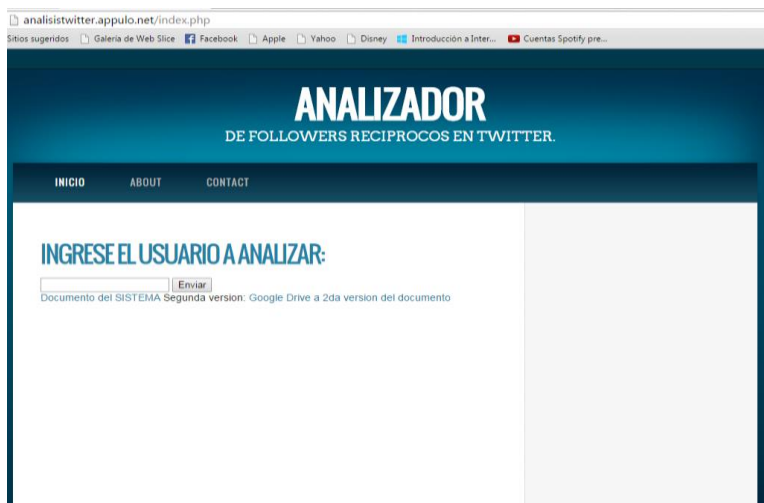 analisistwitter.appulo.net/index.php
Sitios sugeridos Galería de Web Slice Facebook Apple Yahoo Disney Introducción a Inter... Cuentas Spotify pre...
ANALIZADOR
DE FOLLOWERS RECIPROCOS EN TWITTER.
INICIO ABOUT CONTACT
INGRESE EL USUARIO A ANALIZAR:
Enviar
Documento del SISTEMA Segunda version: Google Drive a 2da version del documento